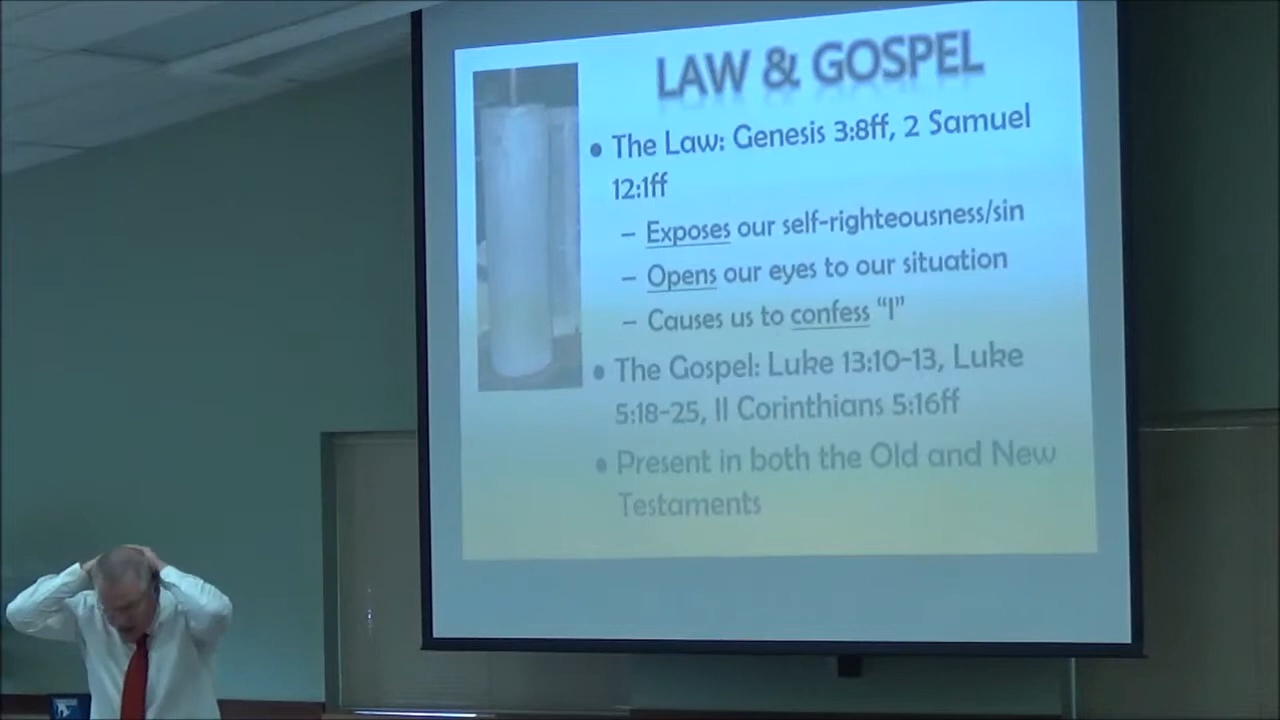 LAW & GOSPEL
• The Law: Genesis 3:8ff, 2 Samuel
12:1ff
– Exposes our self-righteousness/sin
– Opens our eyes to our situation
– Causes us to confess “I”
• The Gospel: Luke 13:10-13, Luke
5:18-25, II Corinthians 5:16ff
• Present in both the Old and New
Testaments